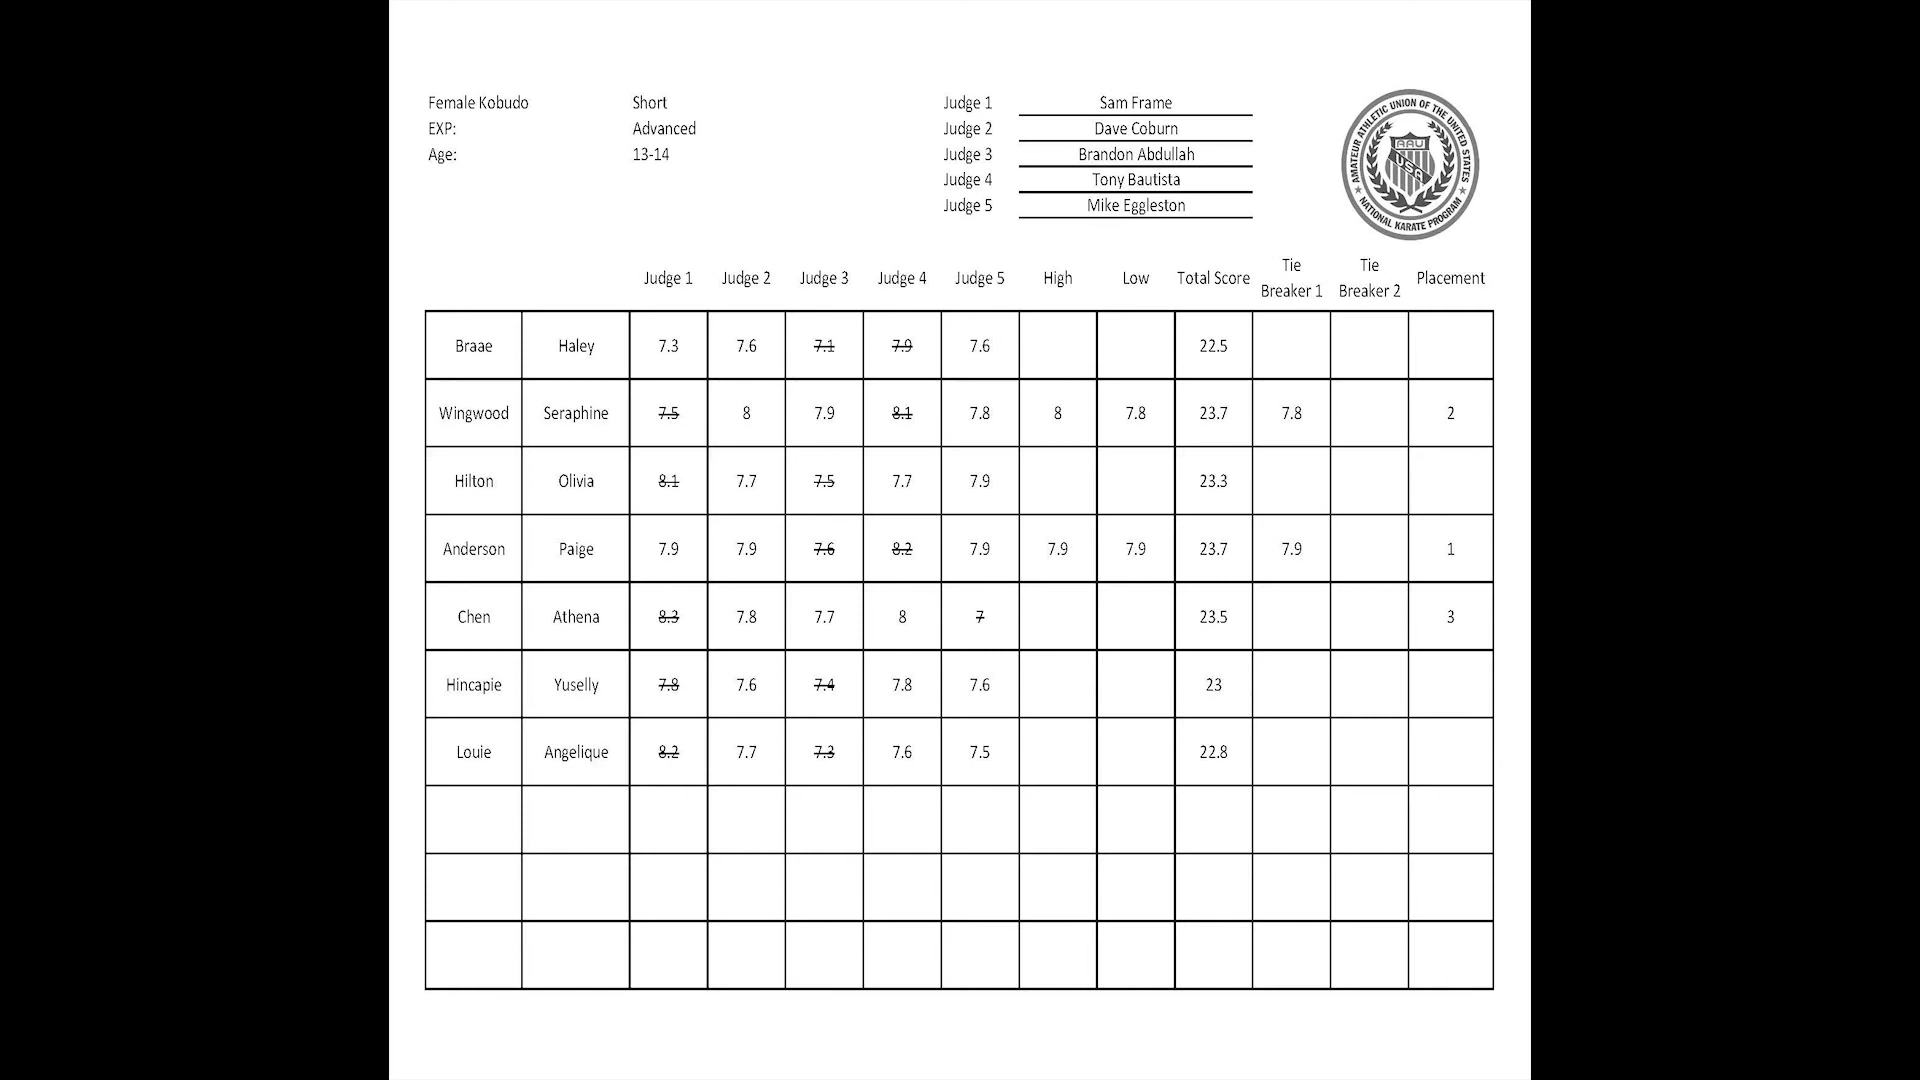 Female Kobudo Short Judge 1 Sam Frame
EXP: Advanced Judge 2 Dave Coburn
Age: 13-14 Judge 3 Brandon Abdullah
Judge 4 Tony Bautista
Judge 5 Mike Eggleston
AMATEUR ATHLETIC UNION OF THE UNITED STATES
AAU
USA
NATIONAL KARATE PROGRAM
Judge 1 Judge 2 Judge 3 Judge 4 Judge 5 High Low Total Score Tie Breaker 1 Tie Breaker 2 Placement
Braae Haley 7.3 7.6 7.1 7.9 7.6 22.5
Wingwood Seraphine 7.5 8 7.9 8.1 7.8 8 7.8 23.7 7.8 2
Hilton Olivia 8.1 7.7 7.5 7.7 7.9 23.3
Anderson Paige 7.9 7.9 7.6 8.2 7.9 7.9 7.9 23.7 7.9 1
Chen Athena 8.3 7.8 7.7 8 7 23.5 3
Hincapie Yuselly 7.8 7.6 7.4 7.8 7.6 23
Louie Angelique 8.2 7.7 7.3 7.6 7.5 22.8